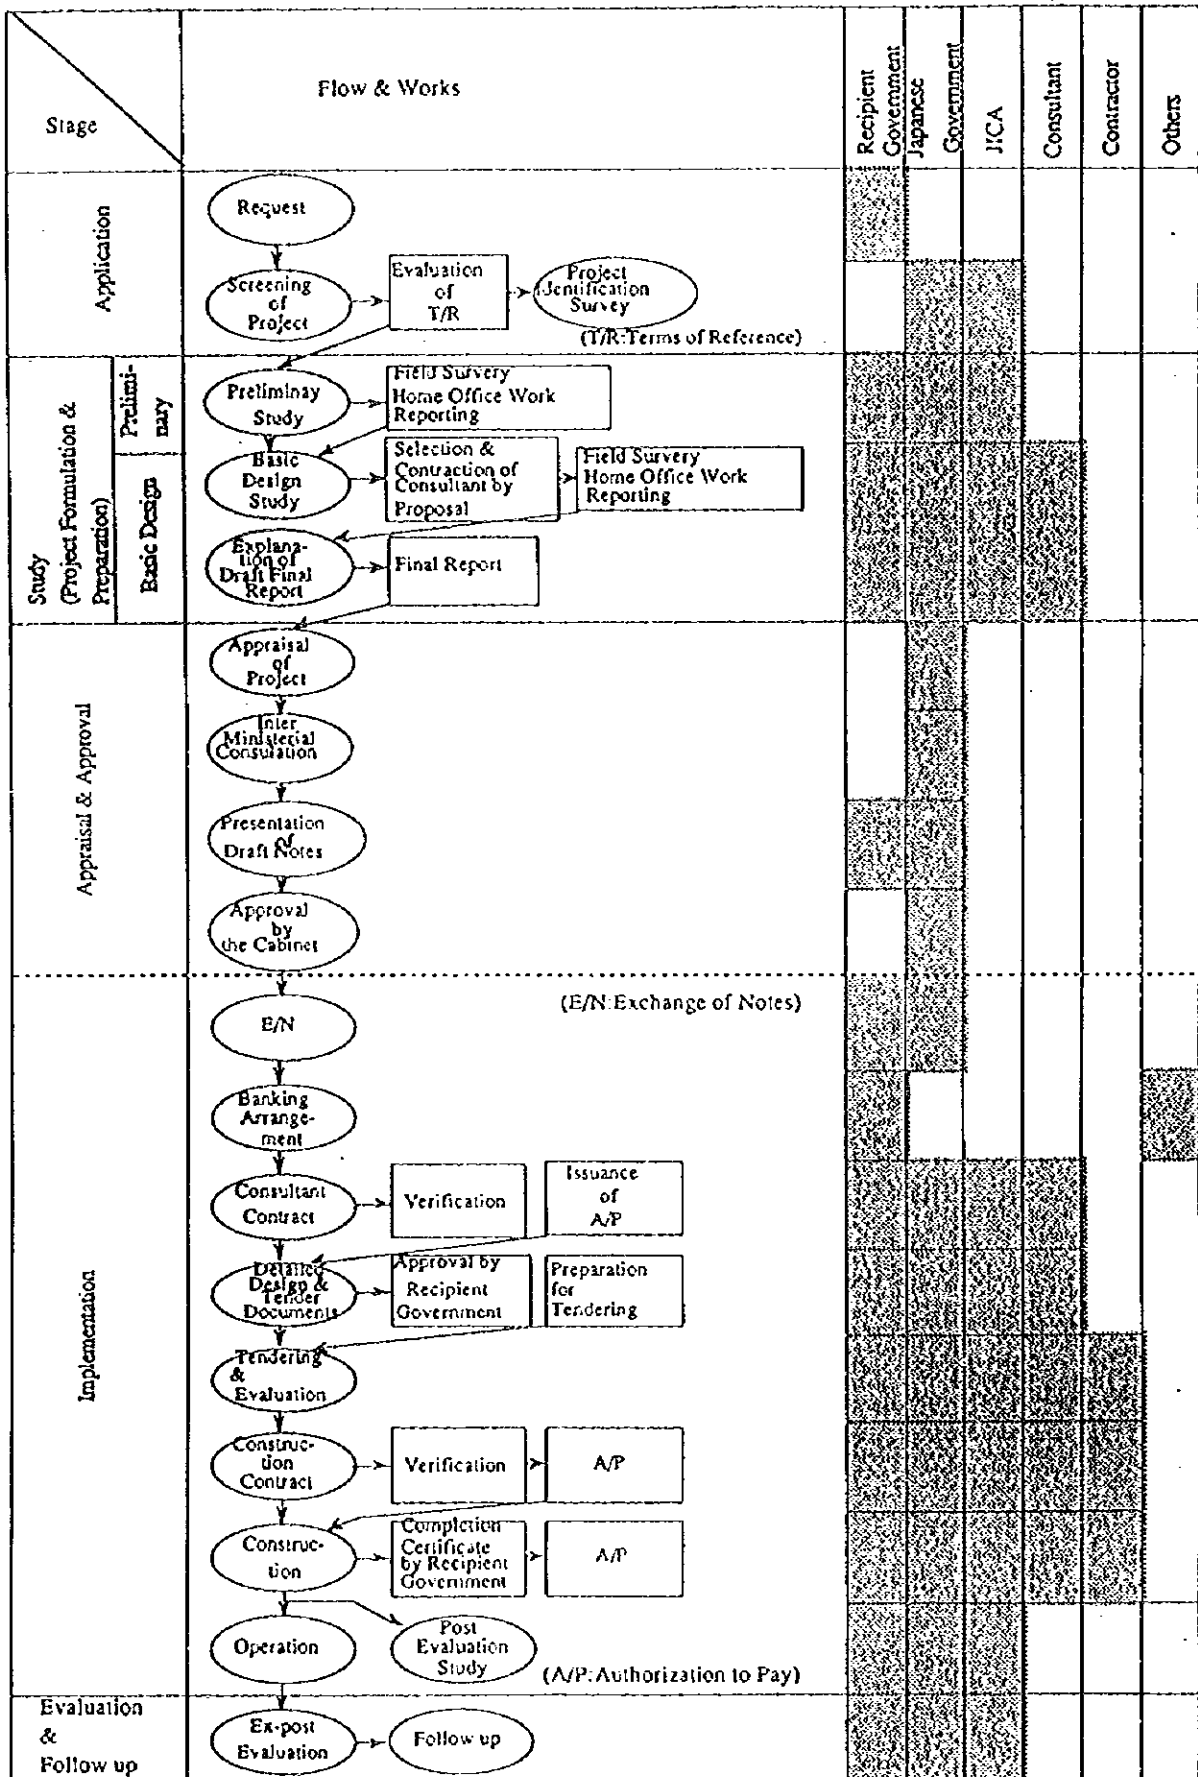 Stage
Flow & Works
Recipient
Government
Japanese
Government
JICA
Consultant
Contractor
Others
Application
Request
Screening
of
Project
Evaluation
of
T/R
Project
Identification
Survey
(T/R:Terms of Reference)
Study
(Project Formulation &
Preparation)
Prelimi-
nary
Basic Design
Preliminay
Study
Field Survery
Home Office Work
Reporting
Basic
Design
Study
Selection &
Contraction of
Consultant by
Proposal
Field Survery
Home Office Work
Reporting
Explana-
tion of
Draft Final
Report
Final Report
Appraisal & Approval
Appraisal
of
Project
Inter
Ministerial
Consulation
Presentation
of
Draft Notes
Approval
by
the Cabinet
Implementation
E/N
(E/N:Exchange of Notes)
Banking
Arrange-
ment
Consultant
Contract
Verification
Issuance
of
A/P
Detailed
Design &
Tender
Documents
Approval by
Recipient
Government
Preparation
for
Tendering
Tendering
&
Evaluation
Construc-
tion
Contract
Verification
A/P
Construc-
tion
Completion
Certificate
by Recipient
Government
A/P
Operation
Post
Evaluation
Study
(A/P:Authorization to Pay)
Evaluation
&
Follow up
Ex-post
Evaluation
Follow up